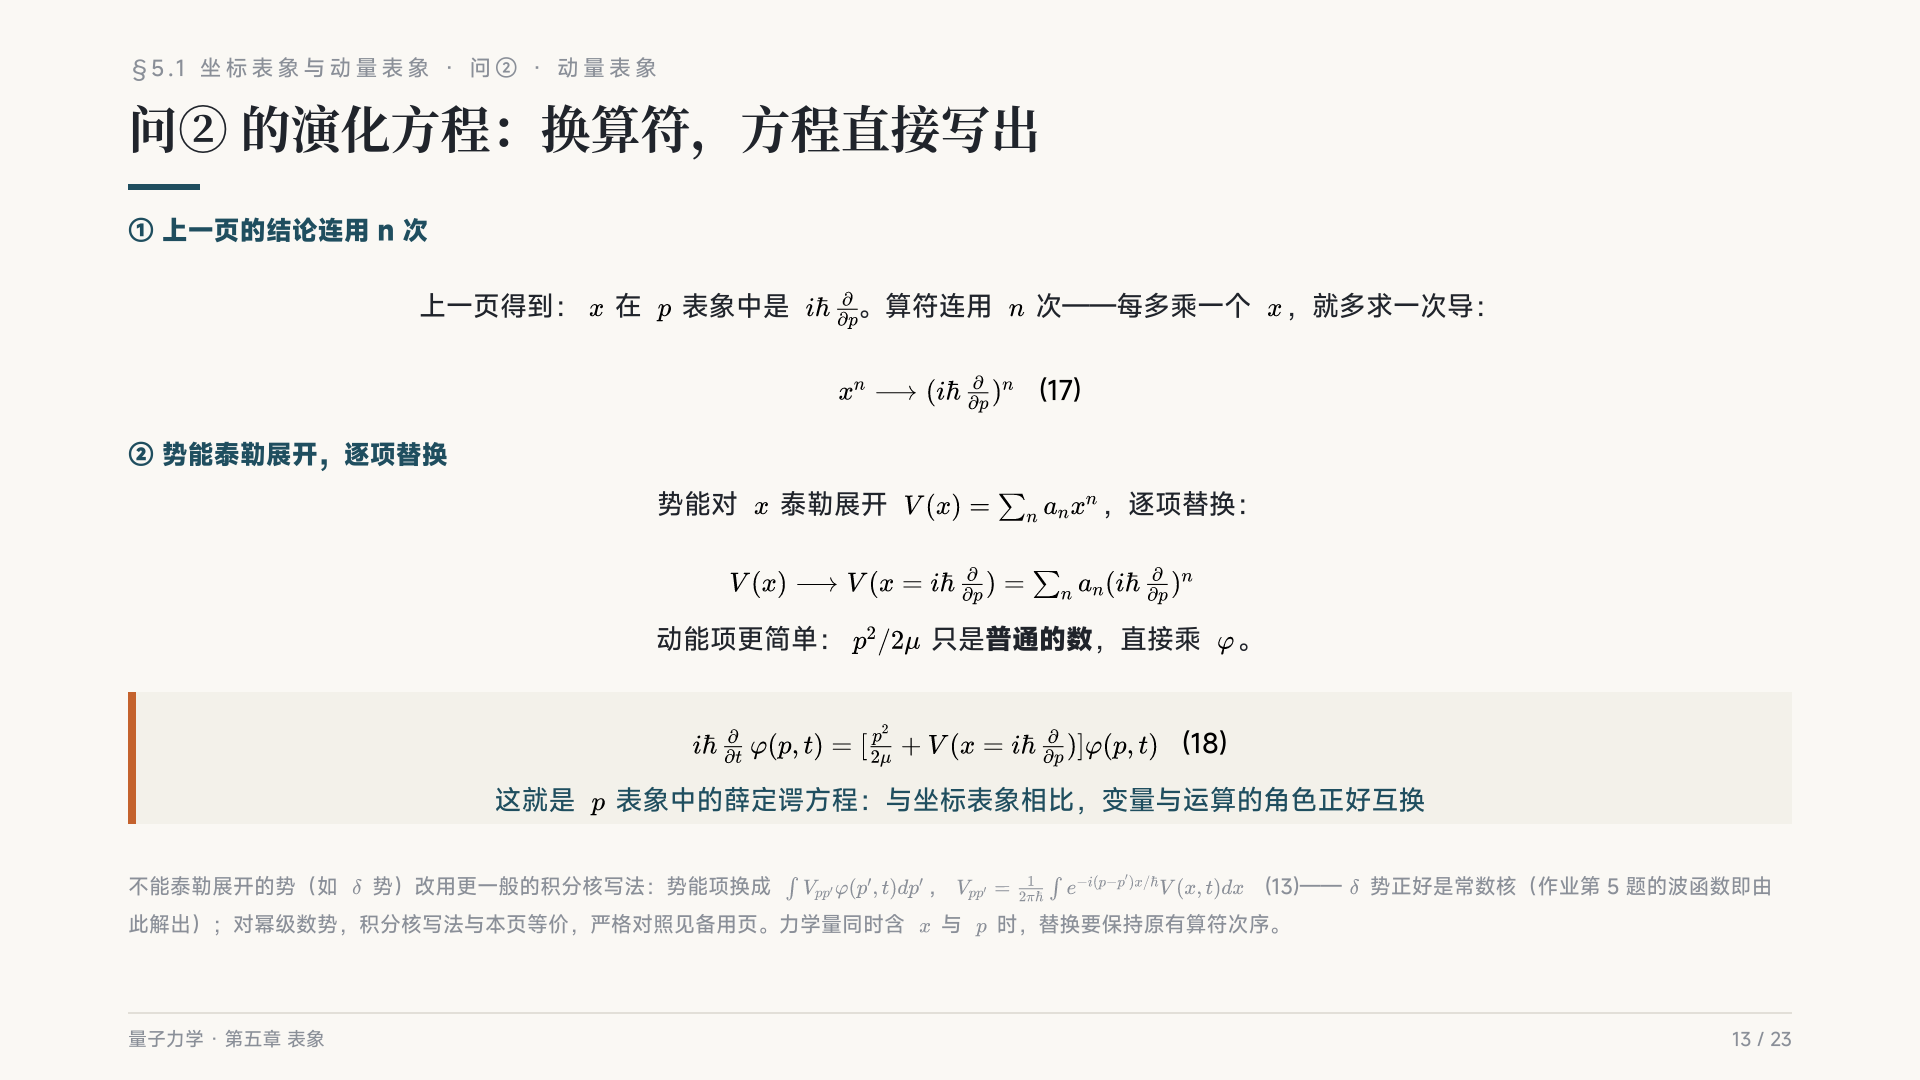 §5.1 坐标表象与动量表象 · 问② · 动量表象
问② 的演化方程：换算符，方程直接写出
① 上一页的结论连用 n 次
上一页得到： x 在 p 表象中是 iℏ ∂/∂p。算符连用 n 次——每多乘一个 x，就多求一次导：
xⁿ ⟶ (iℏ ∂/∂p)ⁿ (17)
② 势能泰勒展开，逐项替换
势能对 x 泰勒展开 V(x) = ∑ₙ aₙxⁿ，逐项替换：
V(x) ⟶ V(x = iℏ ∂/∂p) = ∑ₙ aₙ(iℏ ∂/∂p)ⁿ
动能项更简单： p²/2μ 只是普通的数，直接乘 φ。
iℏ ∂/∂t φ(p, t) = [p²/2μ + V(x = iℏ ∂/∂p)]φ(p, t) (18)
这就是 p 表象中的薛定谔方程：与坐标表象相比，变量与运算的角色正好互换
不能泰勒展开的势（如 δ 势）改用更一般的积分核写法：势能项换成 ∫ V_{pp′}φ(p′, t)dp′， V_{pp′} = 1/2πℏ ∫ e^{−i(p−p′)x/ℏ}V(x, t)dx (13)—— δ 势正好是常数核（作业第 5 题的波函数即由
此解出）；对幂级数势，积分核写法与本页等价，严格对照见备用页。力学量同时含 x 与 p 时，替换要保持原有算符次序。
量子力学 · 第五章 表象
13 / 23